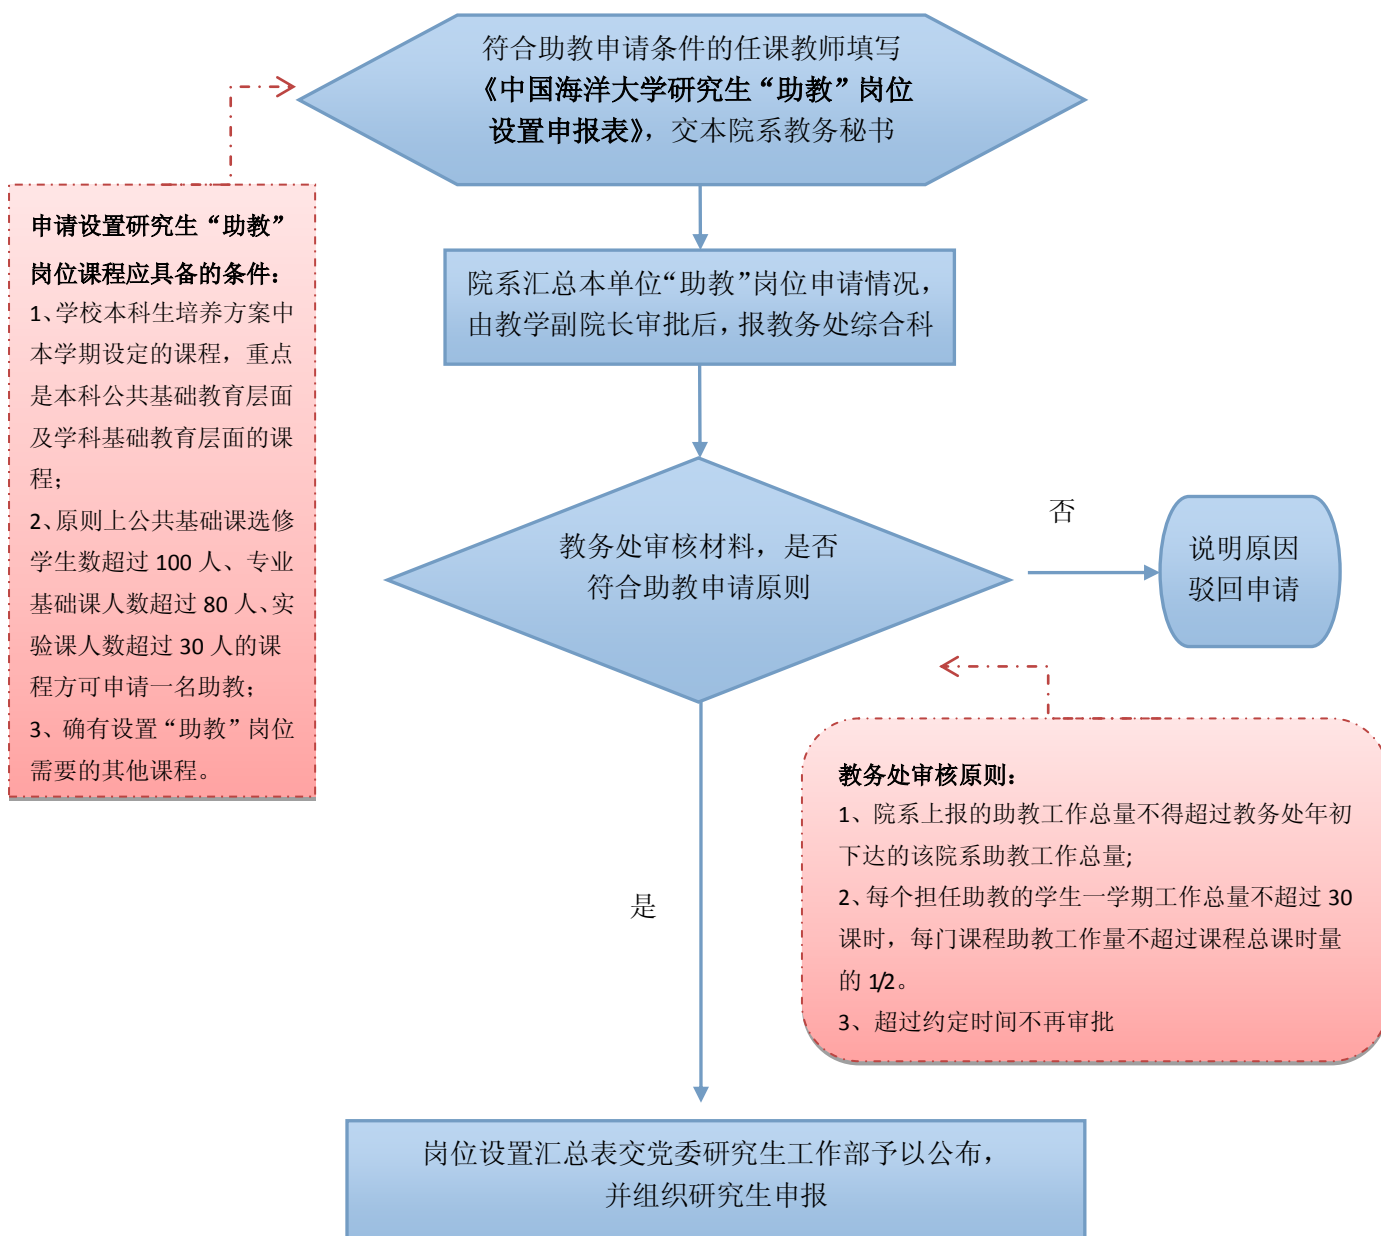 符合助教申请条件的任课教师填写
《中国海洋大学研究生“助教”岗位
设置申报表》，交本院系教务秘书
申请设置研究生“助教”
岗位课程应具备的条件：
1、学校本科生培养方案中
本学期设定的课程，重点
是本科公共基础教育层面
及学科基础教育层面的课
程；
2、原则上公共基础课选修
学生数超过 100 人、专业
基础课人数超过 80 人、实
验课人数超过 30 人的课
程方可申请一名助教；
3、确有设置“助教”岗位
需要的其他课程。
院系汇总本单位“助教”岗位申请情况，
由教学副院长审批后，报教务处综合科
教务处审核材料，是否
符合助教申请原则
否
说明原因
驳回申请
教务处审核原则：
1、院系上报的助教工作总量不得超过教务处年初
下达的该院系助教工作总量;
2、每个担任助教的学生一学期工作总量不超过 30
课时，每门课程助教工作量不超过课程总课时量
的 1/2。
3、超过约定时间不再审批
是
岗位设置汇总表交党委研究生工作部予以公布，
并组织研究生申报